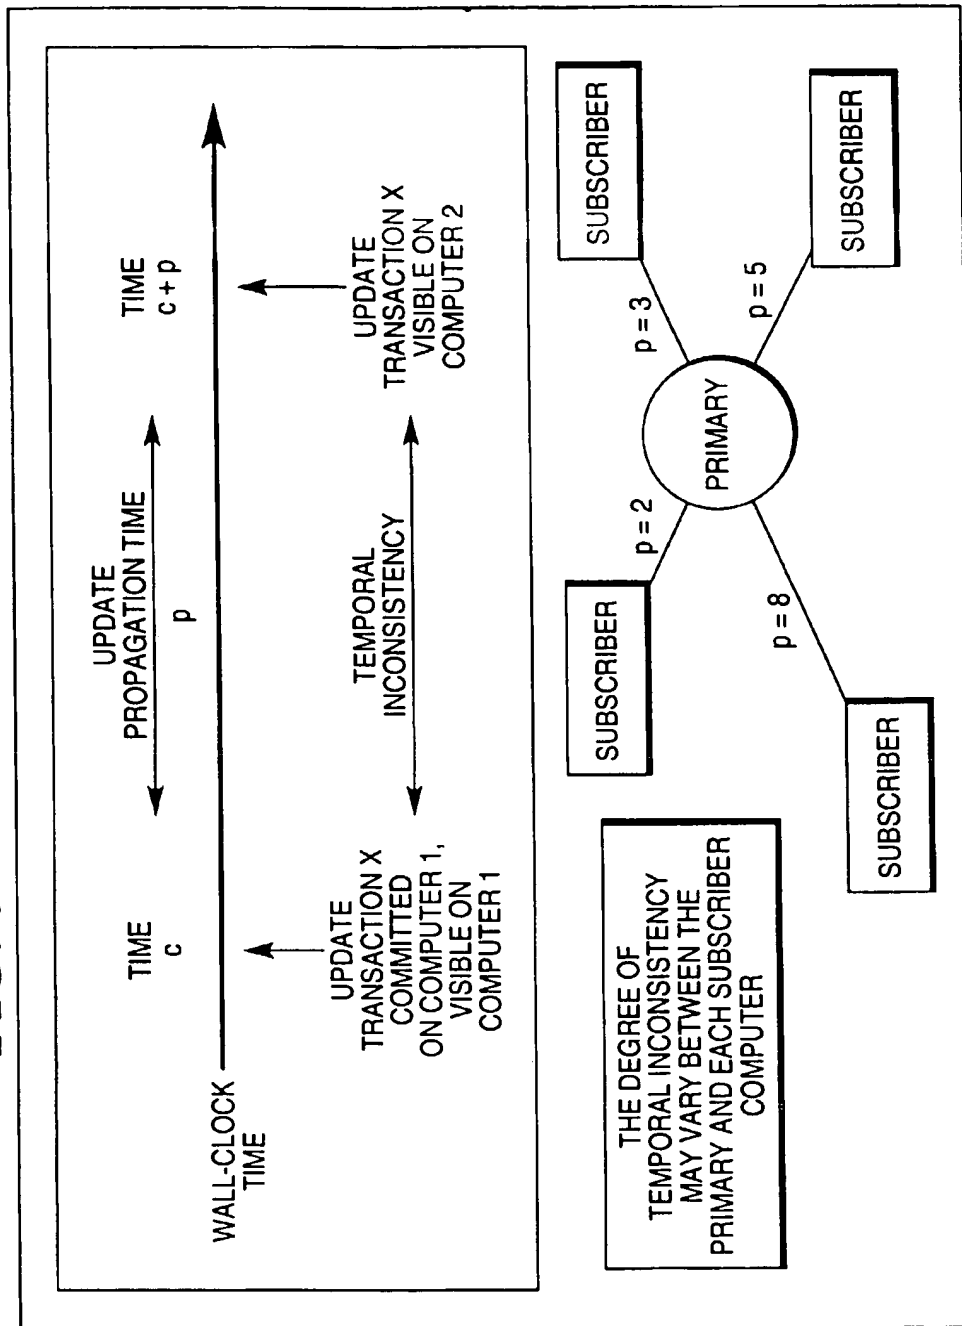 UPDATE
PROPAGATION TIME
TIME
c
p
TIME
c + p
WALL-CLOCK
TIME
UPDATE
TRANSACTION X
COMMITTED
ON COMPUTER 1,
VISIBLE ON
COMPUTER 1
TEMPORAL
INCONSISTENCY
UPDATE
TRANSACTION X
VISIBLE ON
COMPUTER 2
THE DEGREE OF
TEMPORAL INCONSISTENCY
MAY VARY BETWEEN THE
PRIMARY AND EACH SUBSCRIBER
COMPUTER
SUBSCRIBER
p = 2
p = 3
SUBSCRIBER
PRIMARY
p = 8
p = 5
SUBSCRIBER
SUBSCRIBER